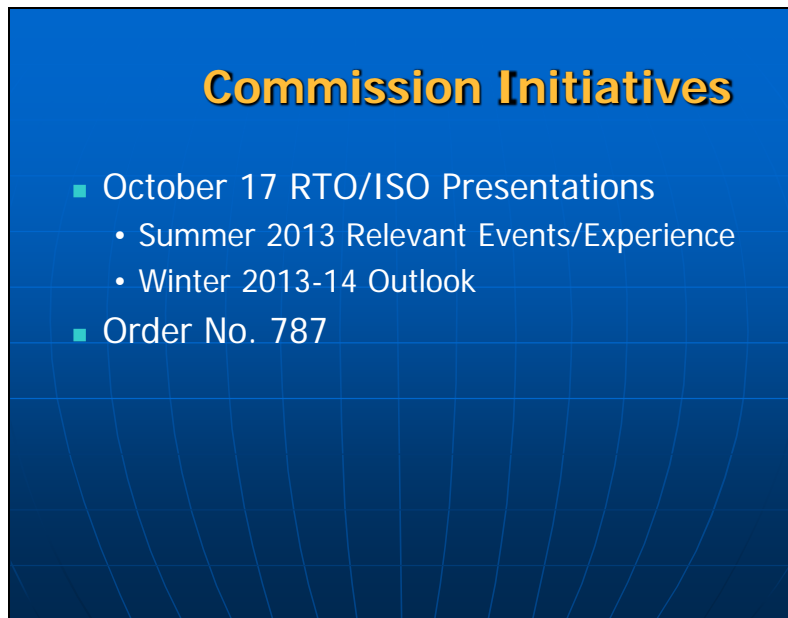 Commission Initiatives
▪ October 17 RTO/ISO Presentations
• Summer 2013 Relevant Events/Experience
• Winter 2013-14 Outlook
▪ Order No. 787